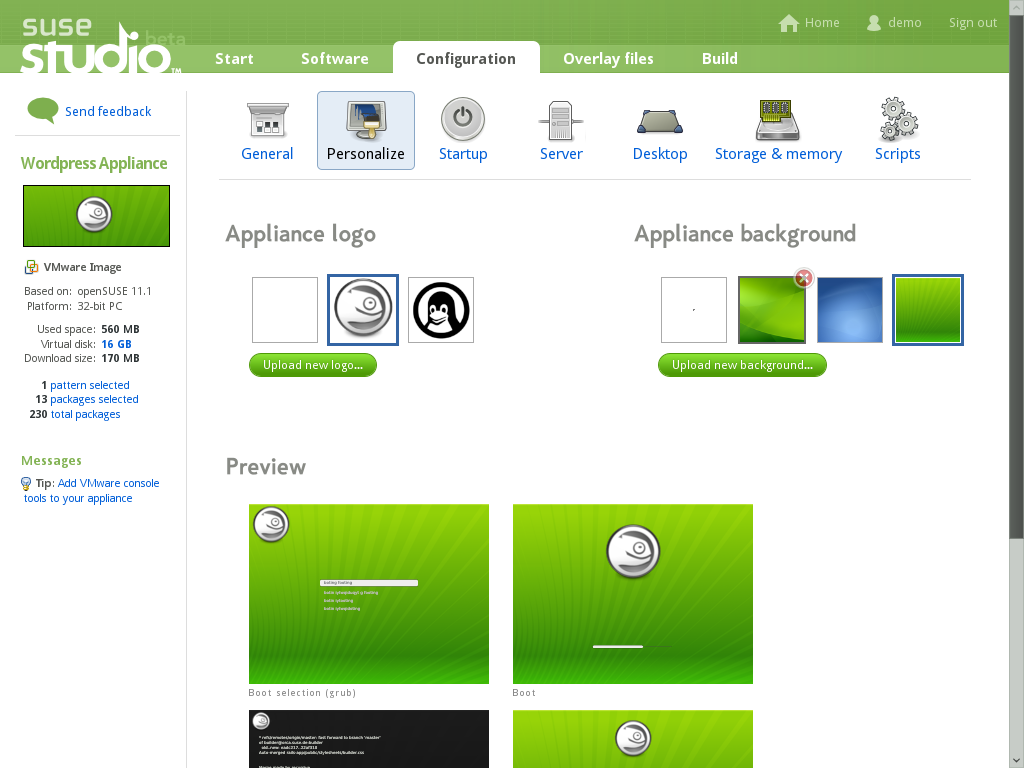 suse
studio beta
TM
Home demo Sign out
Start Software Configuration Overlay files Build
Send feedback
General Personalize Startup Server Desktop Storage & memory Scripts
Wordpress Appliance
VMware Image
Based on: openSUSE 11.1
Platform: 32-bit PC
Used space: 560 MB
Virtual disk: 16 GB
Download size: 170 MB
1 pattern selected
13 packages selected
230 total packages
Messages
Tip: Add VMware console
tools to your appliance
Appliance logo
Upload new logo...
Appliance background
Upload new background...
Preview
Boot selection (grub)
Boot